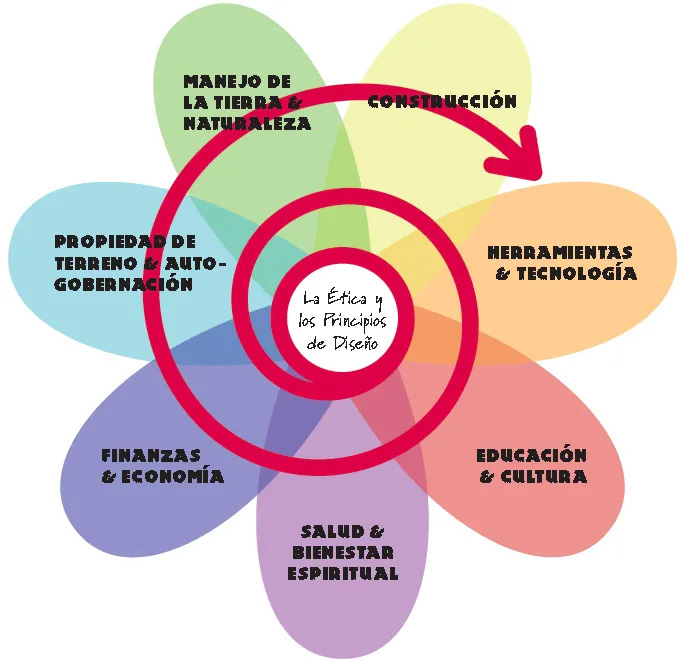 MANEJO DE
LA TIERRA &
NATURALEZA
CONSTRUCCIÓN
HERRAMIENTAS
& TECNOLOGÍA
EDUCACIÓN
& CULTURA
SALUD &
BIENESTAR
ESPIRITUAL
FINANZAS
& ECONOMÍA
PROPIEDAD DE
TERRENO & AUTO-
GOBERNACIÓN
La Ética y
los Principios
de Diseño